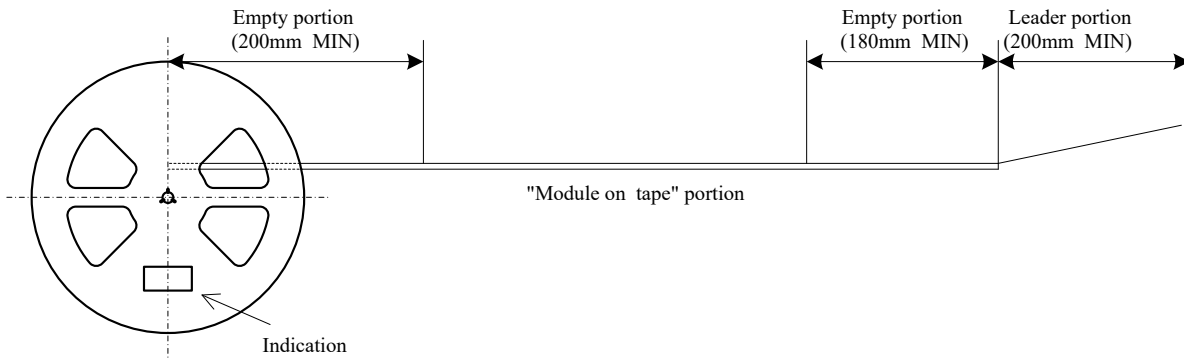 Empty portion
(200mm MIN)
Empty portion
(180mm MIN)
Leader portion
(200mm MIN)
"Module on tape" portion
Indication